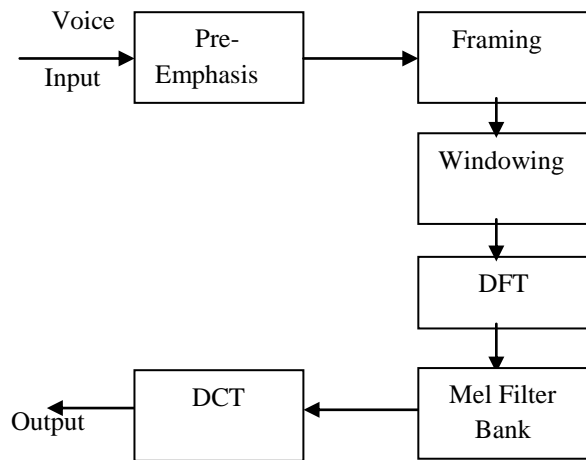 Voice
Input
Pre-
Emphasis
Framing
Windowing
DFT
Mel Filter
Bank
DCT
Output